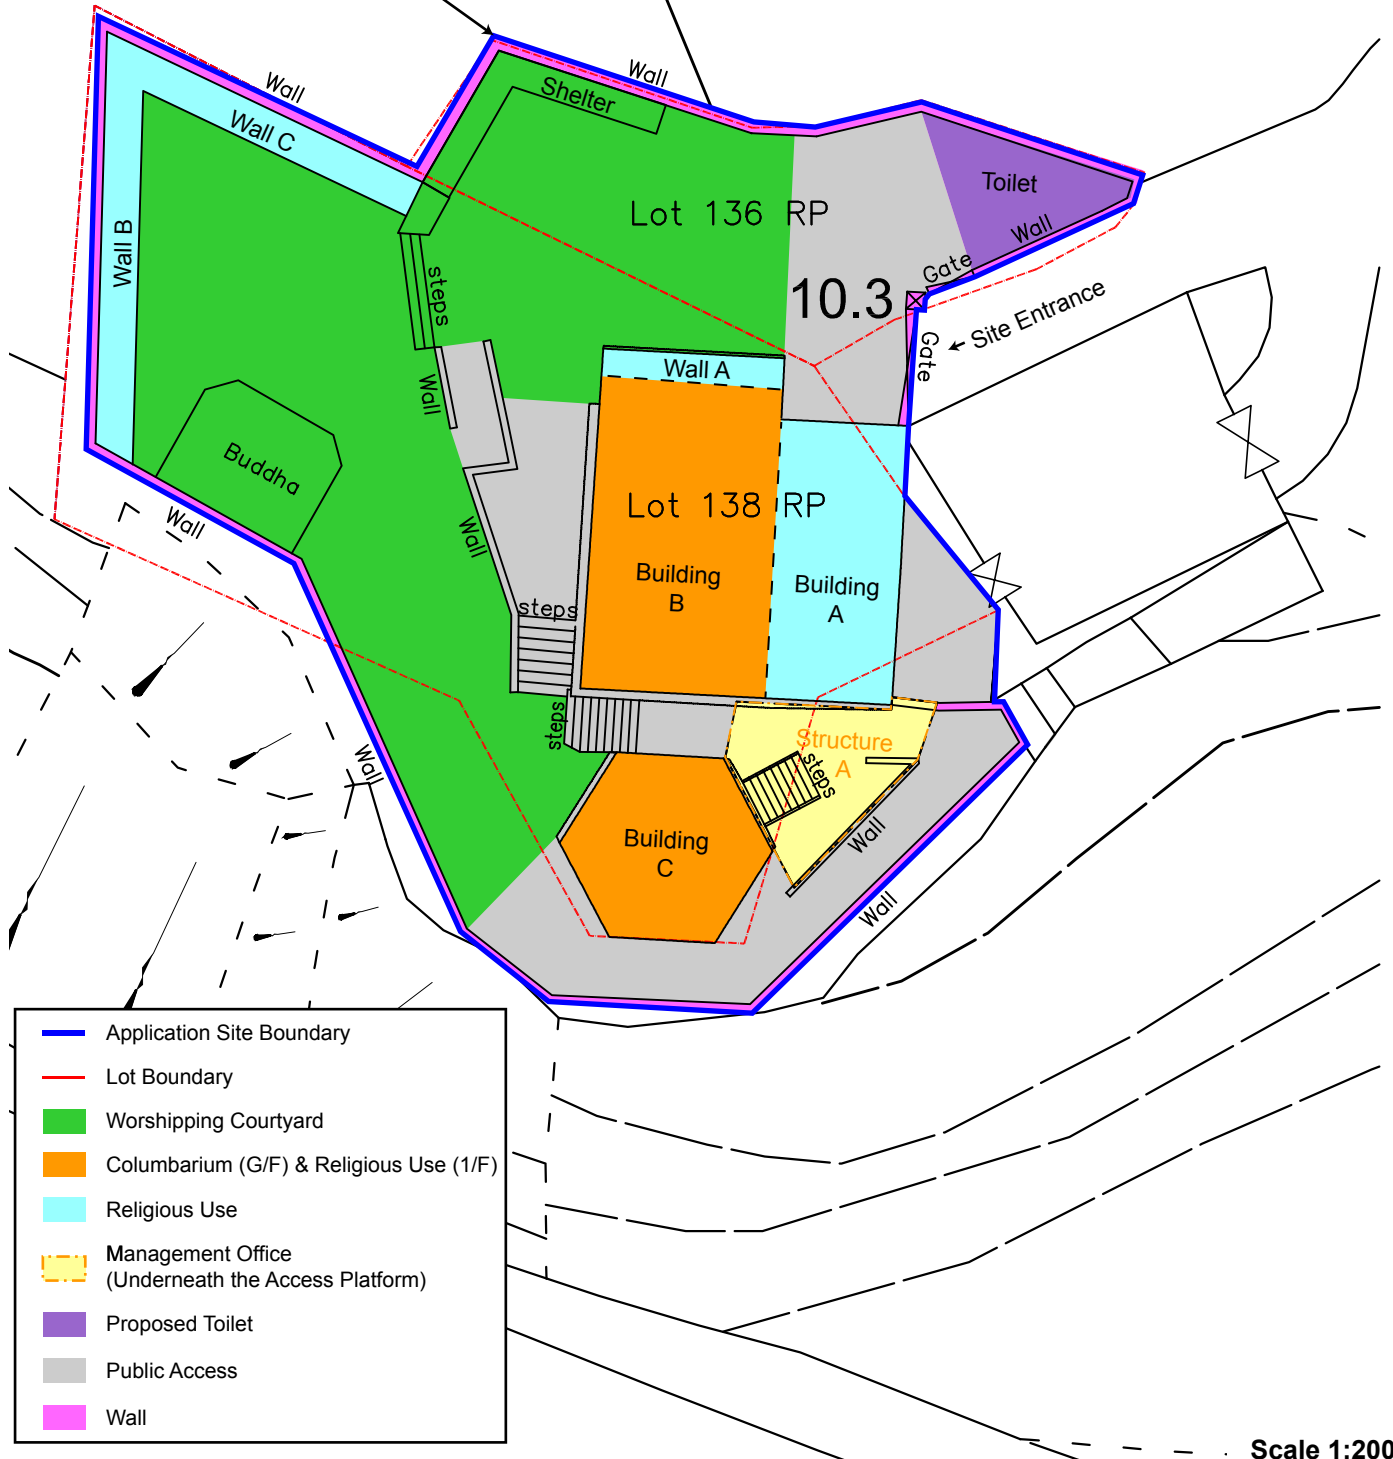 Wall
Wall
Shelter
Wall C
Toilet
Lot 136 RP
Wall
Wall B
Gate
steps
10.3
Site Entrance
Gate
Wall A
Wall
Buddha
Lot 138 RP
Wall
Wall
Building
B
Building
A
steps
steps
Structure
A
steps
Wall
Building
C
Wall
Wall
Application Site Boundary
Lot Boundary
Worshipping Courtyard
Columbarium (G/F) & Religious Use (1/F)
Religious Use
Management Office
(Underneath the Access Platform)
Proposed Toilet
Public Access
Wall
Scale 1:200